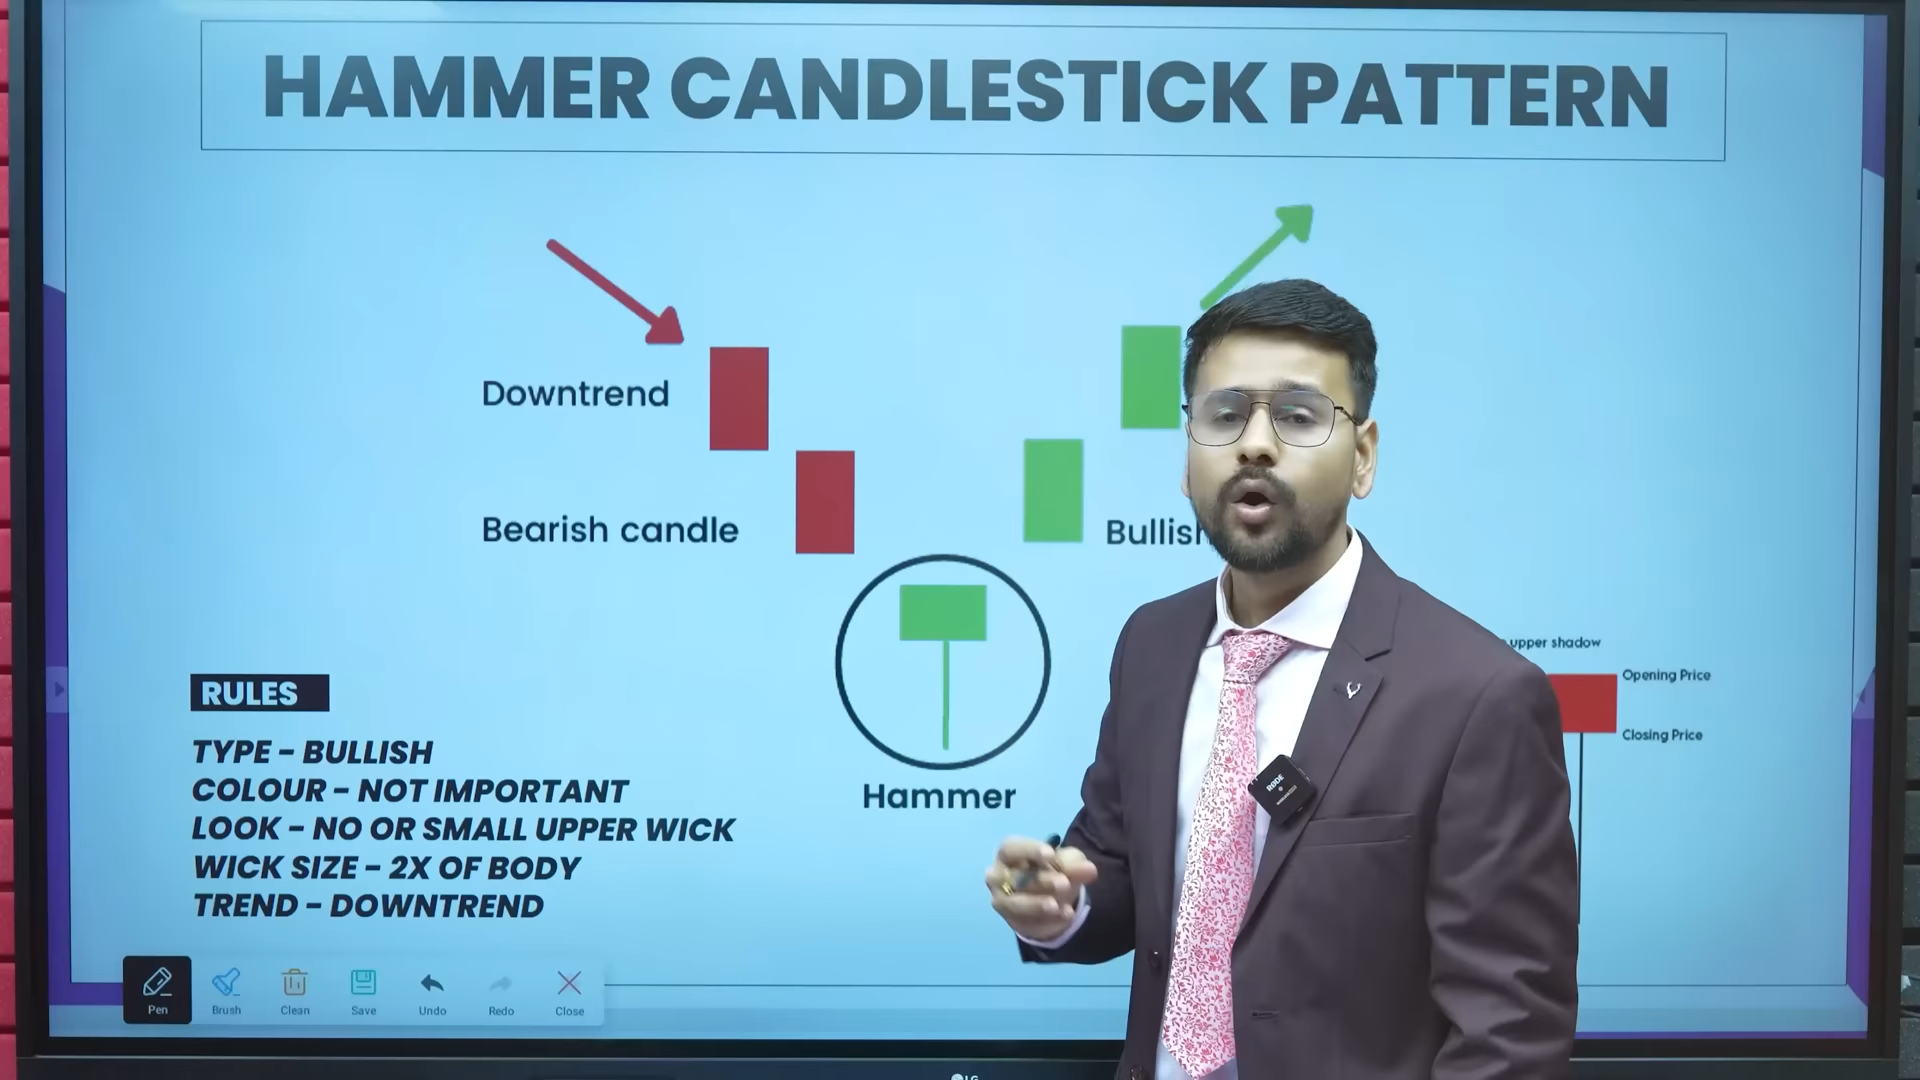 HAMMER CANDLESTICK PATTERN
Downtrend
Bearish candle
Bullish
Hammer
upper shadow
Opening Price
Closing Price
RULES
TYPE - BULLISH
COLOUR - NOT IMPORTANT
LOOK - NO OR SMALL UPPER WICK
WICK SIZE - 2X OF BODY
TREND - DOWNTREND
RØDE
Pen
Brush
Clean
Save
Undo
Redo
Close
LG